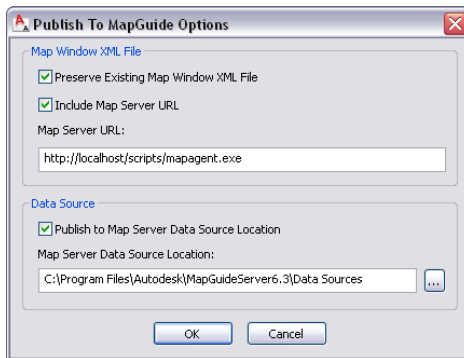 Publish To MapGuide Options
Map Window XML File
Preserve Existing Map Window XML File
Include Map Server URL
Map Server URL:
http://localhost/scripts/mapagent.exe
Data Source
Publish to Map Server Data Source Location
Map Server Data Source Location:
C:\Program Files\Autodesk\MapGuideServer6.3\Data Sources
...
OK
Cancel